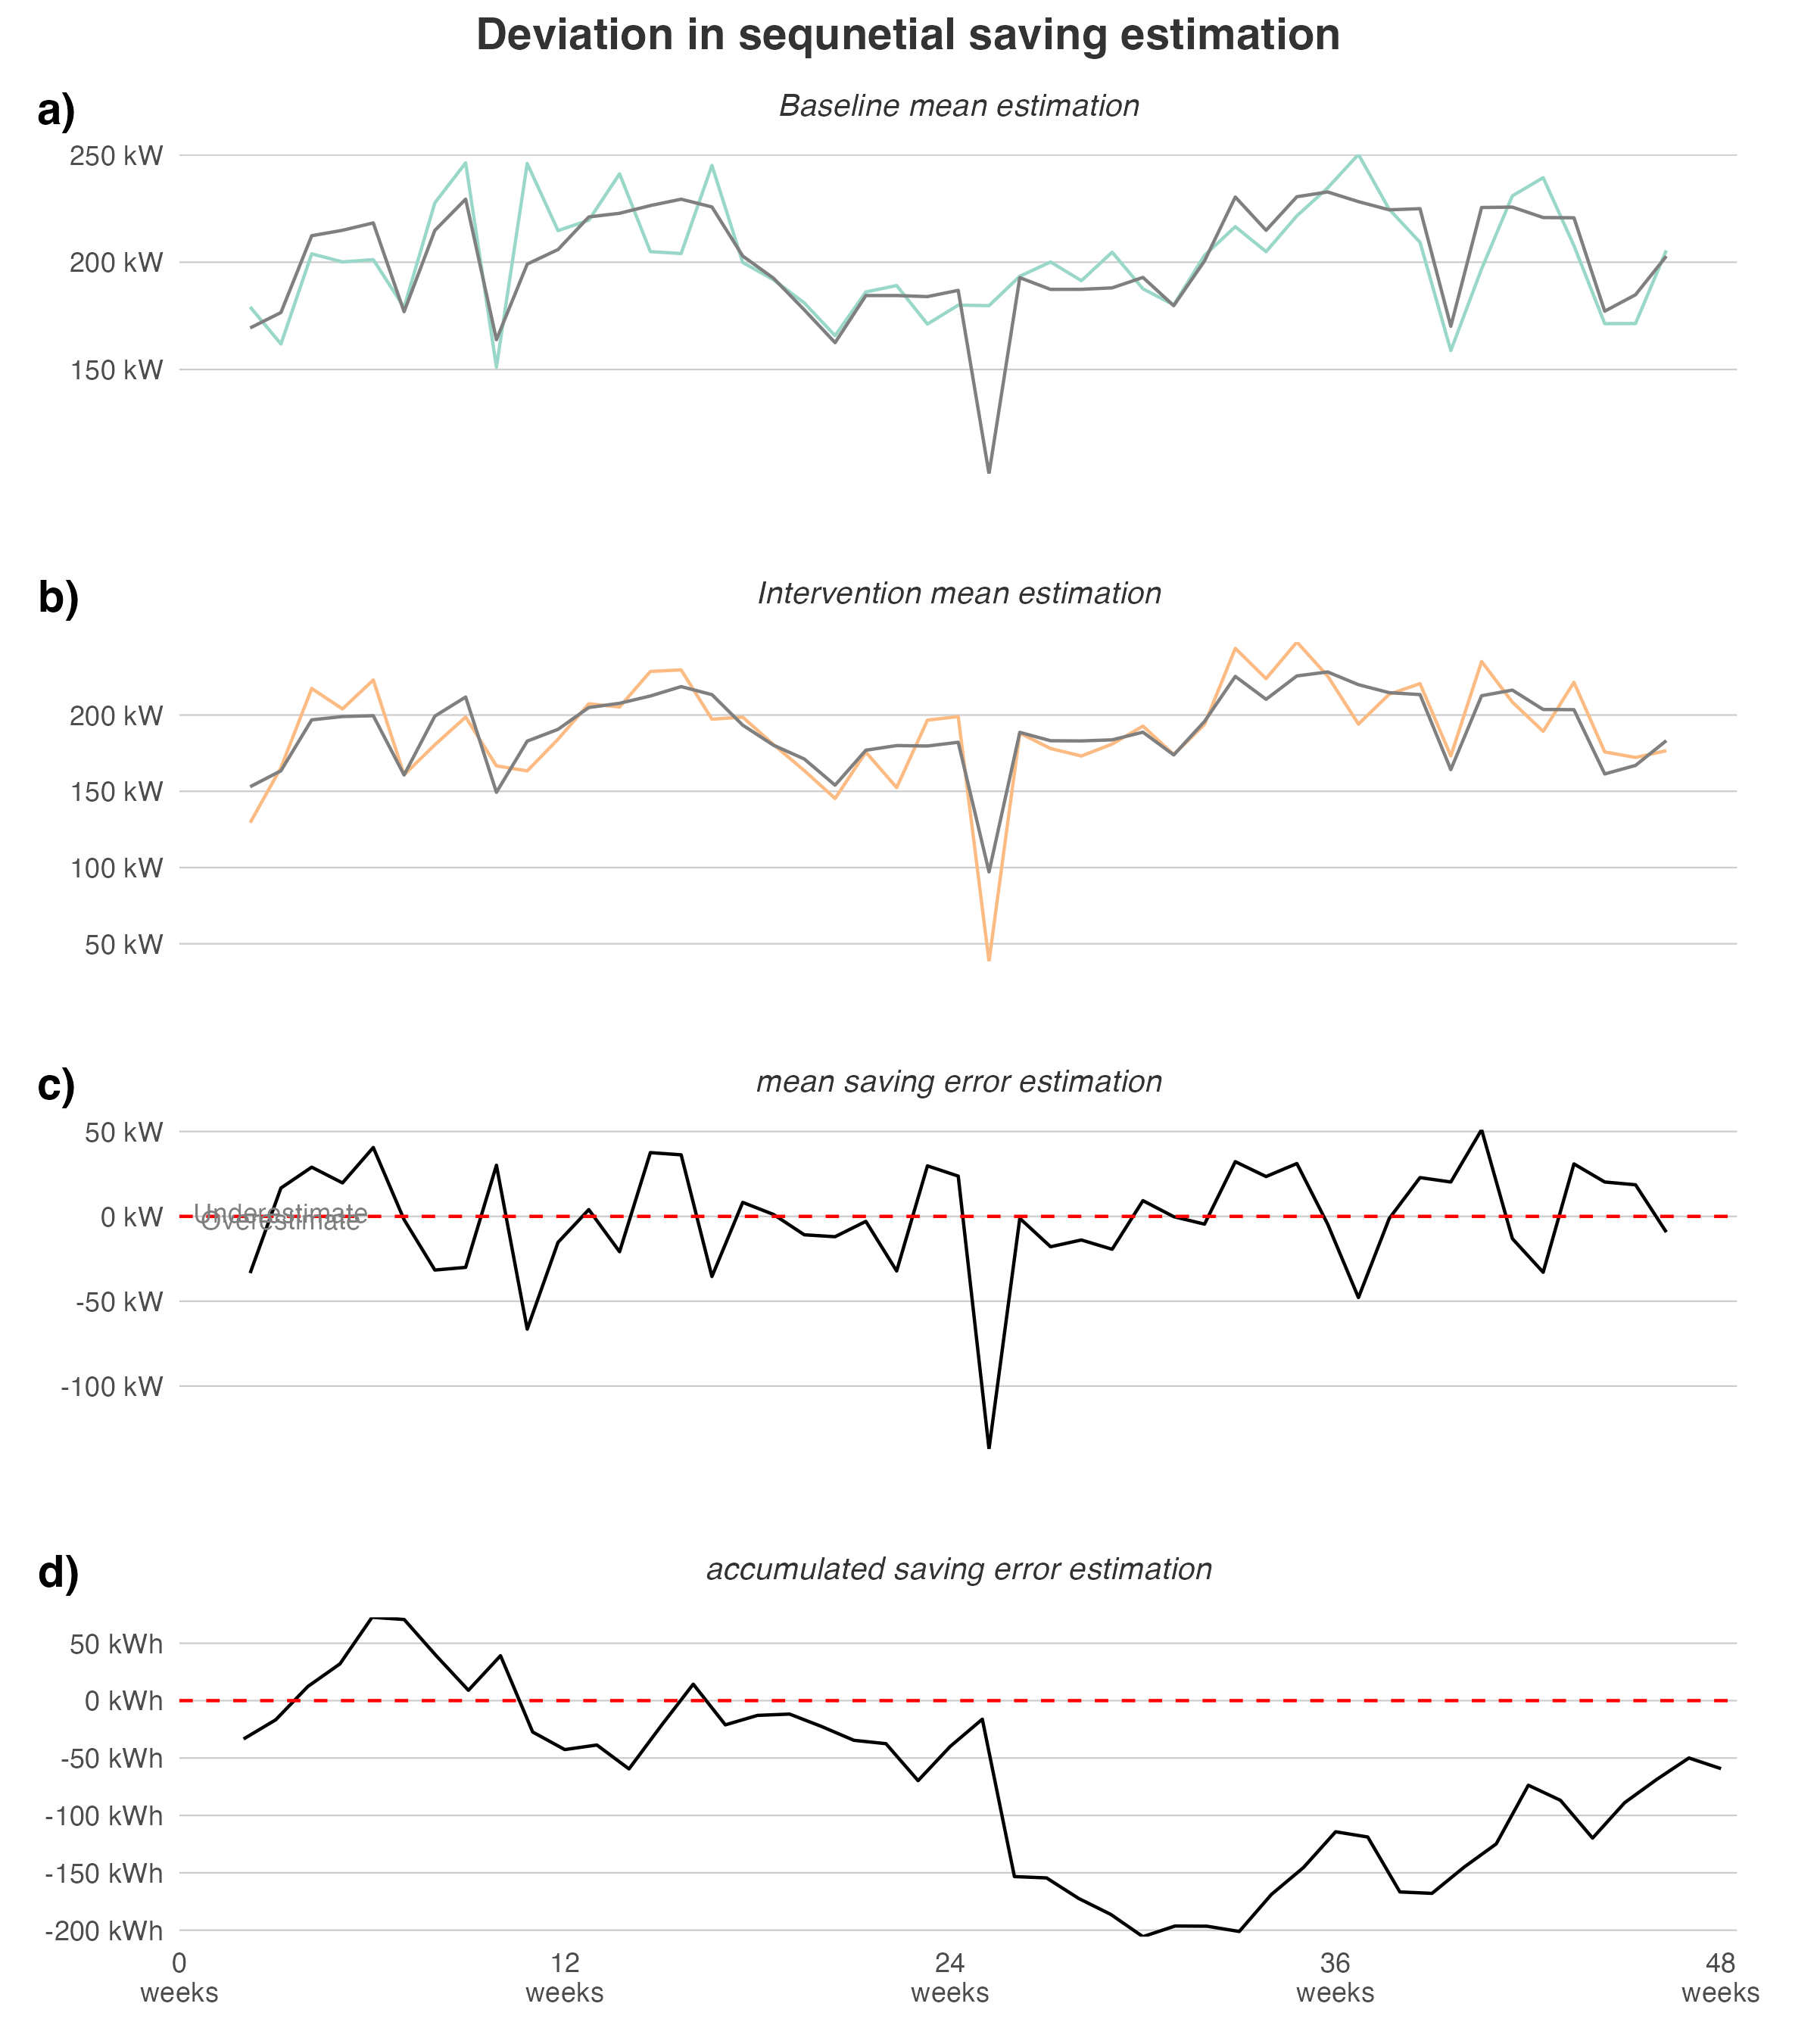 Deviation in sequnetial saving estimation
a)
Baseline mean estimation
250 kW
200 kW
150 kW
b)
Intervention mean estimation
200 kW
150 kW
100 kW
50 kW
c)
mean saving error estimation
50 kW
Underestimate
0 kW
Overestimate
-50 kW
-100 kW
d)
accumulated saving error estimation
50 kWh
0 kWh
-50 kWh
-100 kWh
-150 kWh
-200 kWh
0 12 24 36 48
weeks weeks weeks weeks weeks